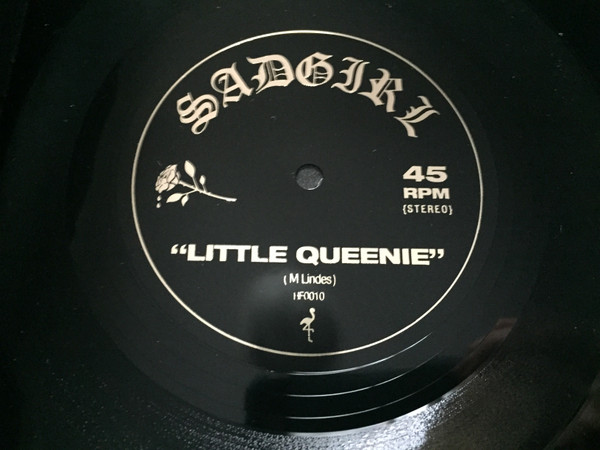 SADGIRL
45
RPM
{STEREO}
“LITTLE QUEENIE”
(M Lindes)
HF0010